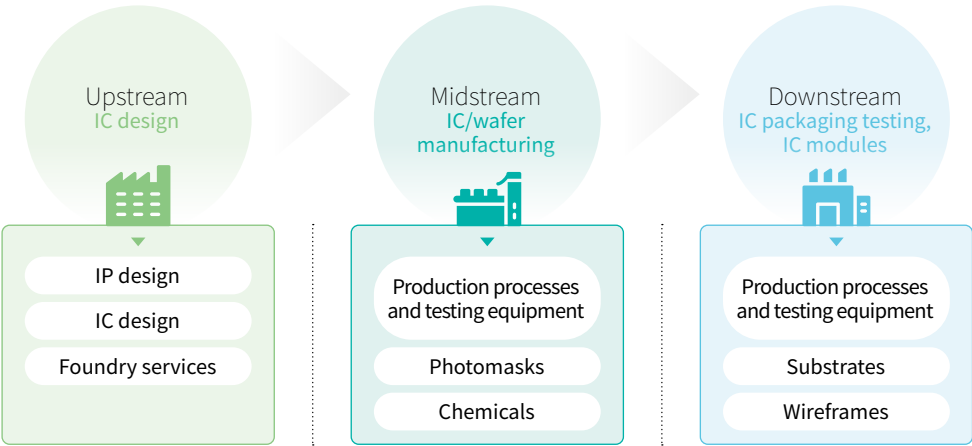 Upstream
IC design
IP design
IC design
Foundry services
Midstream
IC/wafer
manufacturing
Production processes
and testing equipment
Photomasks
Chemicals
Downstream
IC packaging testing,
IC modules
Production processes
and testing equipment
Substrates
Wireframes